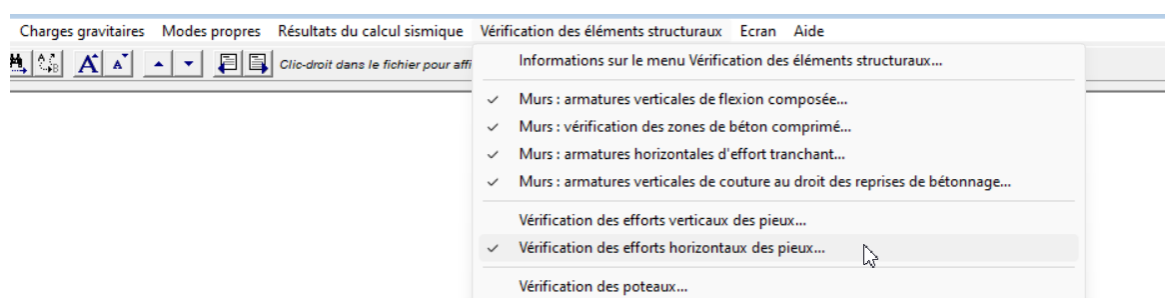 Charges gravitaires Modes propres Résultats du calcul sismique Vérification des éléments structuraux Ecran Aide
A A Clic-droit dans le fichier pour affi
Informations sur le menu Vérification des éléments structuraux...
Murs : armatures verticales de flexion composée...
Murs : vérification des zones de béton comprimé...
Murs : armatures horizontales d'effort tranchant...
Murs : armatures verticales de couture au droit des reprises de bétonnage...
Vérification des efforts verticaux des pieux...
Vérification des efforts horizontaux des pieux...
Vérification des poteaux...